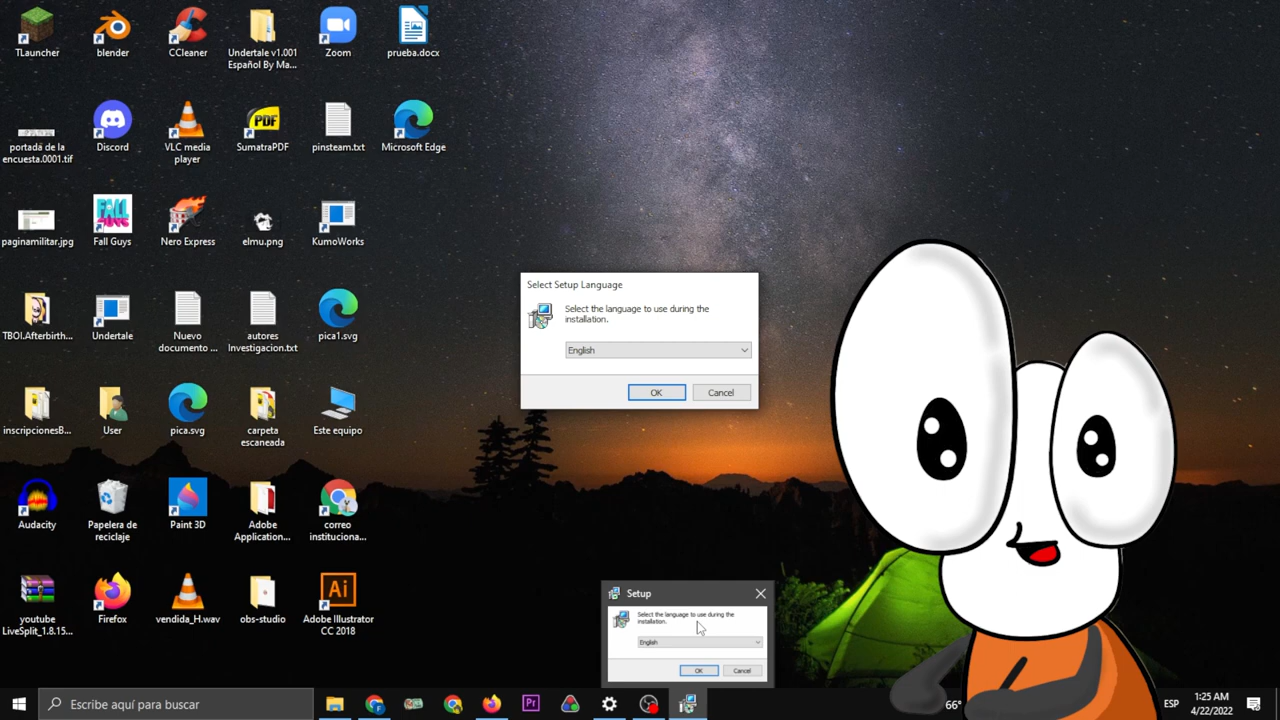 TLauncher
blender
CCleaner
Undertale v1.001
Español By Ma...
Zoom
prueba.docx
portada de la
encuesta.0001.tif
Discord
VLC media
player
PDF
SumatraPDF
pinsteam.txt
Microsoft Edge
paginamilitar.jpg
FALL
GUYS
Fall Guys
Nero Express
elmu.png
KumoWorks
Select Setup Language
Select the language to use during the
installation.
English
OK
Cancel
TBOI.Afterbirth...
Undertale
Nuevo
documento ...
autores
Investigacion.txt
pica1.svg
inscripcionesB...
User
pica.svg
carpeta
escaneada
Este equipo
Audacity
Papelera de
reciclaje
Paint 3D
Adobe
Application...
correo
instituciona...
cube
LiveSplit_1.8.15...
Firefox
vendida_H.wav
obs-studio
Ai
Adobe Illustrator
CC 2018
Setup
Select the language to use during the
installation.
English
OK
Cancel
Escribe aquí para buscar
Pr
66°
ESP
1:25 AM
4/22/2022